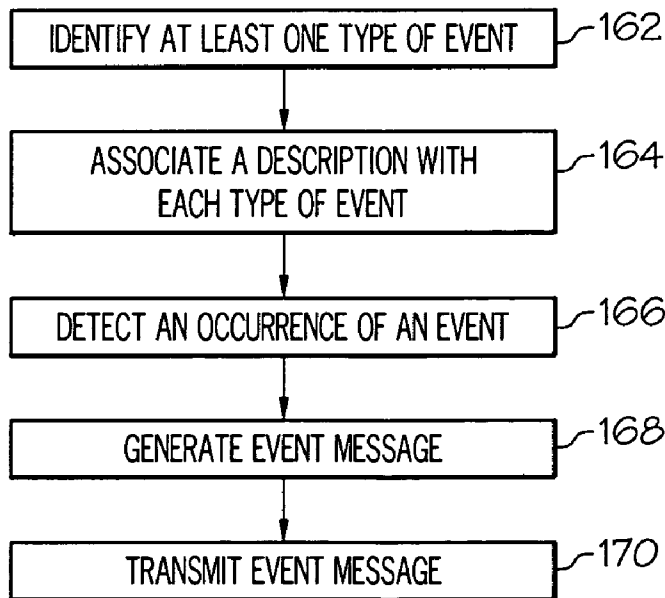 IDENTIFY AT LEAST ONE TYPE OF EVENT 162
ASSOCIATE A DESCRIPTION WITH 164
EACH TYPE OF EVENT
DETECT AN OCCURRENCE OF AN EVENT 166
GENERATE EVENT MESSAGE 168
TRANSMIT EVENT MESSAGE 170